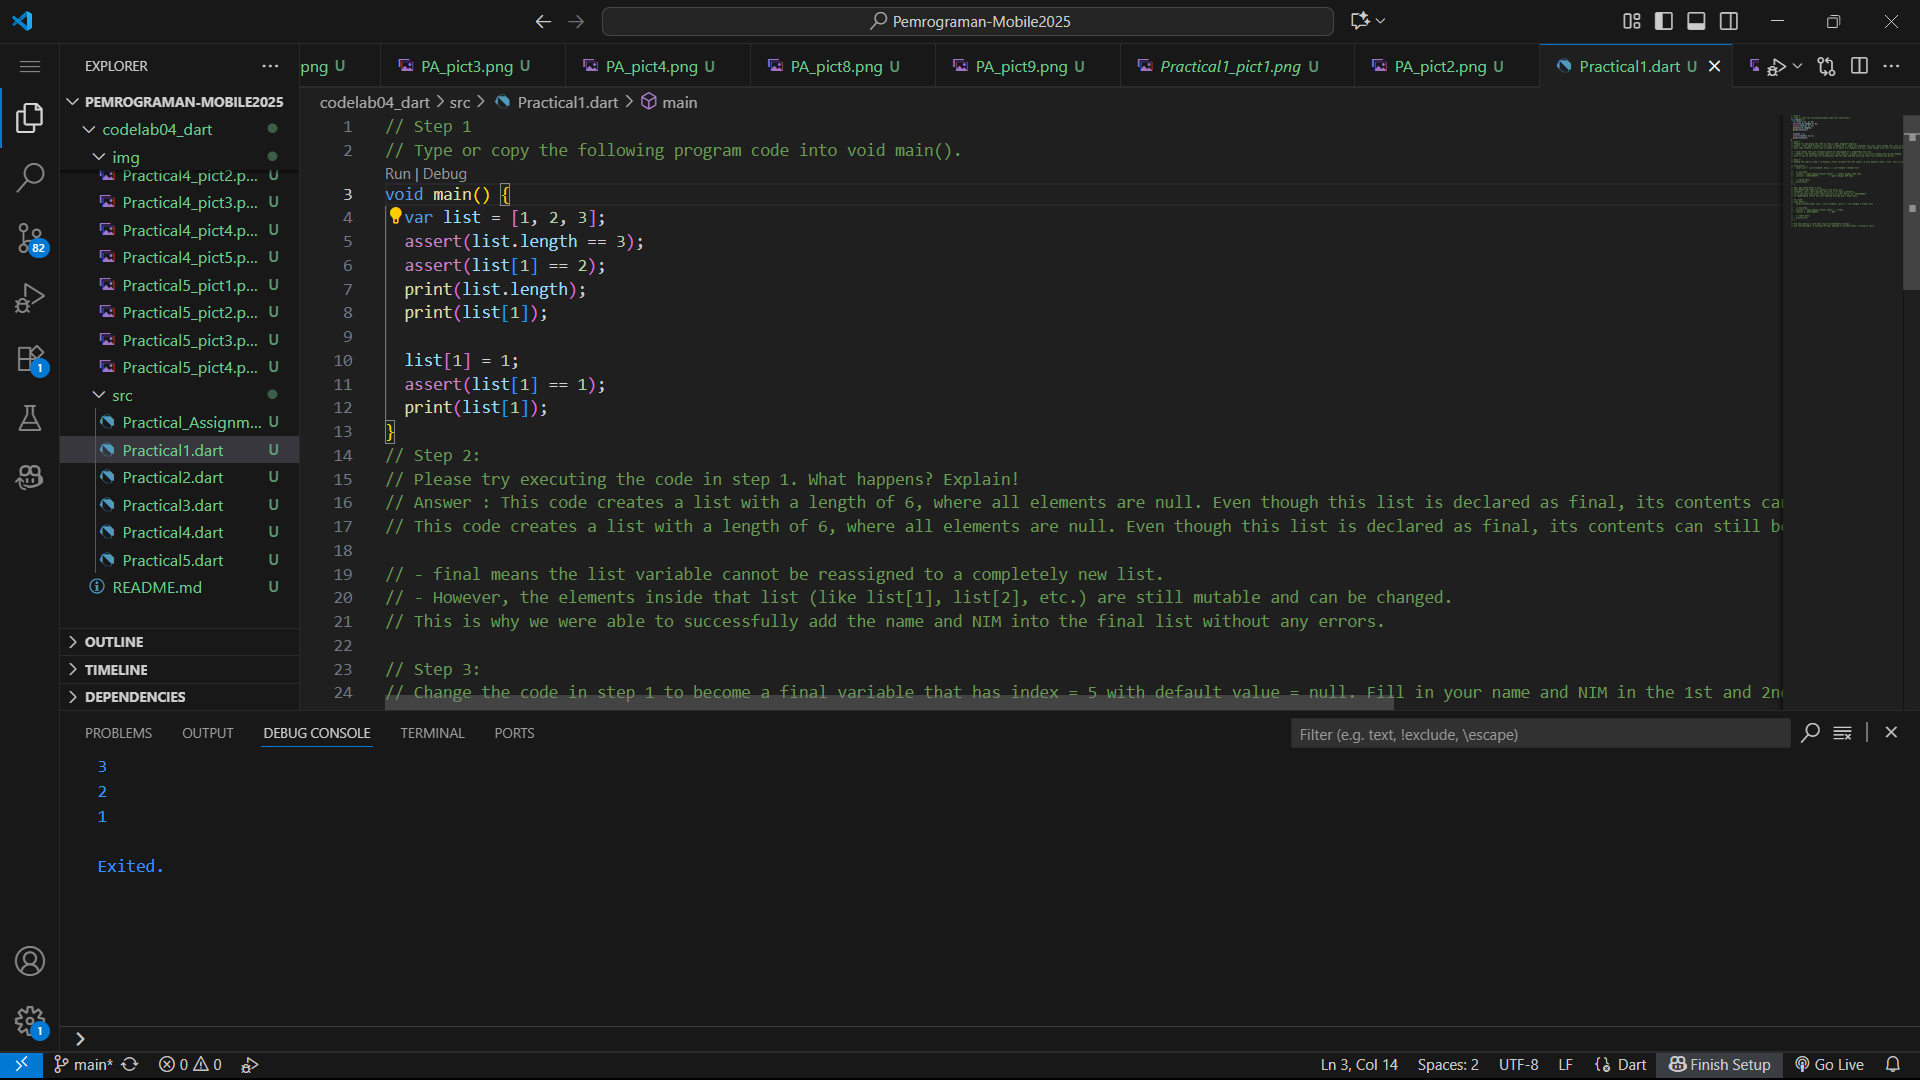 Pemrograman-Mobile2025
EXPLORER
PEMROGRAMAN-MOBILE2025
codelab04_dart
img
Practical4_pict2.p... U
Practical4_pict3.p... U
Practical4_pict4.p... U
Practical4_pict5.p... U
Practical5_pict1.p... U
Practical5_pict2.p... U
Practical5_pict3.p... U
Practical5_pict4.p... U
src
Practical_Assignm... U
Practical1.dart U
Practical2.dart U
Practical3.dart U
Practical4.dart U
Practical5.dart U
README.md U
OUTLINE
TIMELINE
DEPENDENCIES
82
1
1
png U
PA_pict3.png U
PA_pict4.png U
PA_pict8.png U
PA_pict9.png U
Practical1_pict1.png U
PA_pict2.png U
Practical1.dart U
codelab04_dart > src > Practical1.dart > main
1 // Step 1
2 // Type or copy the following program code into void main().
Run | Debug
3 void main() {
4 var list = [1, 2, 3];
5 assert(list.length == 3);
6 assert(list[1] == 2);
7 print(list.length);
8 print(list[1]);
9
10 list[1] = 1;
11 assert(list[1] == 1);
12 print(list[1]);
13 }
14 // Step 2:
15 // Please try executing the code in step 1. What happens? Explain!
16 // Answer : This code creates a list with a length of 6, where all elements are null. Even though this list is declared as final, its contents ca
17 // This code creates a list with a length of 6, where all elements are null. Even though this list is declared as final, its contents can still b
18
19 // - final means the list variable cannot be reassigned to a completely new list.
20 // - However, the elements inside that list (like list[1], list[2], etc.) are still mutable and can be changed.
21 // This is why we were able to successfully add the name and NIM into the final list without any errors.
22
23 // Step 3:
24 // Change the code in step 1 to become a final variable that has index = 5 with default value = null. Fill in your name and NIM in the 1st and 2n
PROBLEMS OUTPUT DEBUG CONSOLE TERMINAL PORTS
Filter (e.g. text, !exclude, \escape)
3
2
1
Exited.
main* 0 0
Ln 3, Col 14 Spaces: 2 UTF-8 LF Dart Finish Setup Go Live